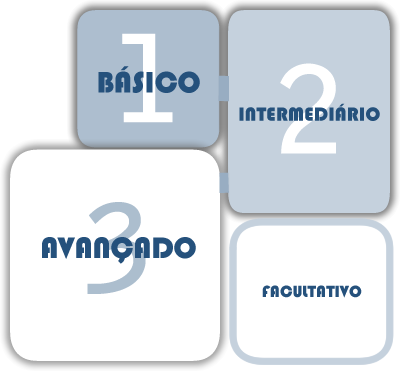 1
BÁSICO
2
INTERMEDIÁRIO
3
AVANÇADO
FACULTATIVO